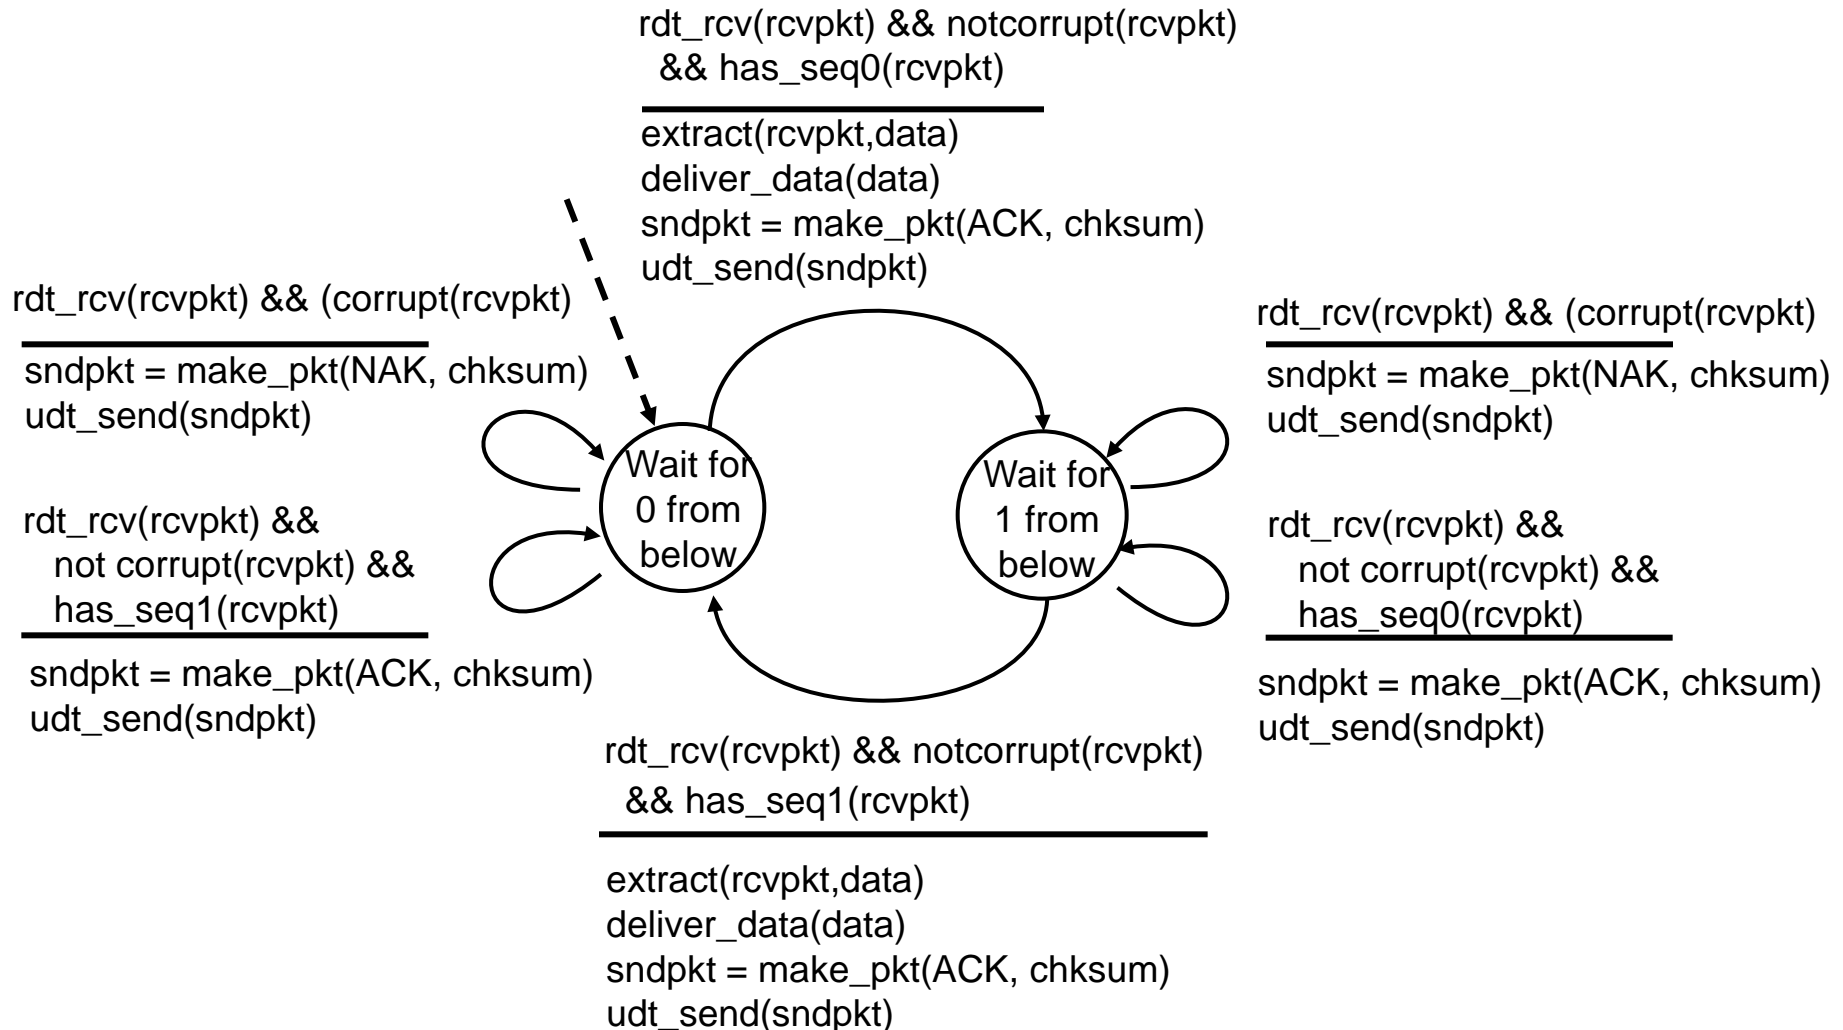 rdt_rcv(rcvpkt) && notcorrupt(rcvpkt)
&& has_seq0(rcvpkt)
extract(rcvpkt,data)
deliver_data(data)
sndpkt = make_pkt(ACK, chksum)
udt_send(sndpkt)
rdt_rcv(rcvpkt) && (corrupt(rcvpkt)
sndpkt = make_pkt(NAK, chksum)
udt_send(sndpkt)
rdt_rcv(rcvpkt) &&
not corrupt(rcvpkt) &&
has_seq1(rcvpkt)
sndpkt = make_pkt(ACK, chksum)
udt_send(sndpkt)
Wait for
0 from
below
Wait for
1 from
below
rdt_rcv(rcvpkt) && (corrupt(rcvpkt)
sndpkt = make_pkt(NAK, chksum)
udt_send(sndpkt)
rdt_rcv(rcvpkt) &&
not corrupt(rcvpkt) &&
has_seq0(rcvpkt)
sndpkt = make_pkt(ACK, chksum)
udt_send(sndpkt)
rdt_rcv(rcvpkt) && notcorrupt(rcvpkt)
&& has_seq1(rcvpkt)
extract(rcvpkt,data)
deliver_data(data)
sndpkt = make_pkt(ACK, chksum)
udt_send(sndpkt)